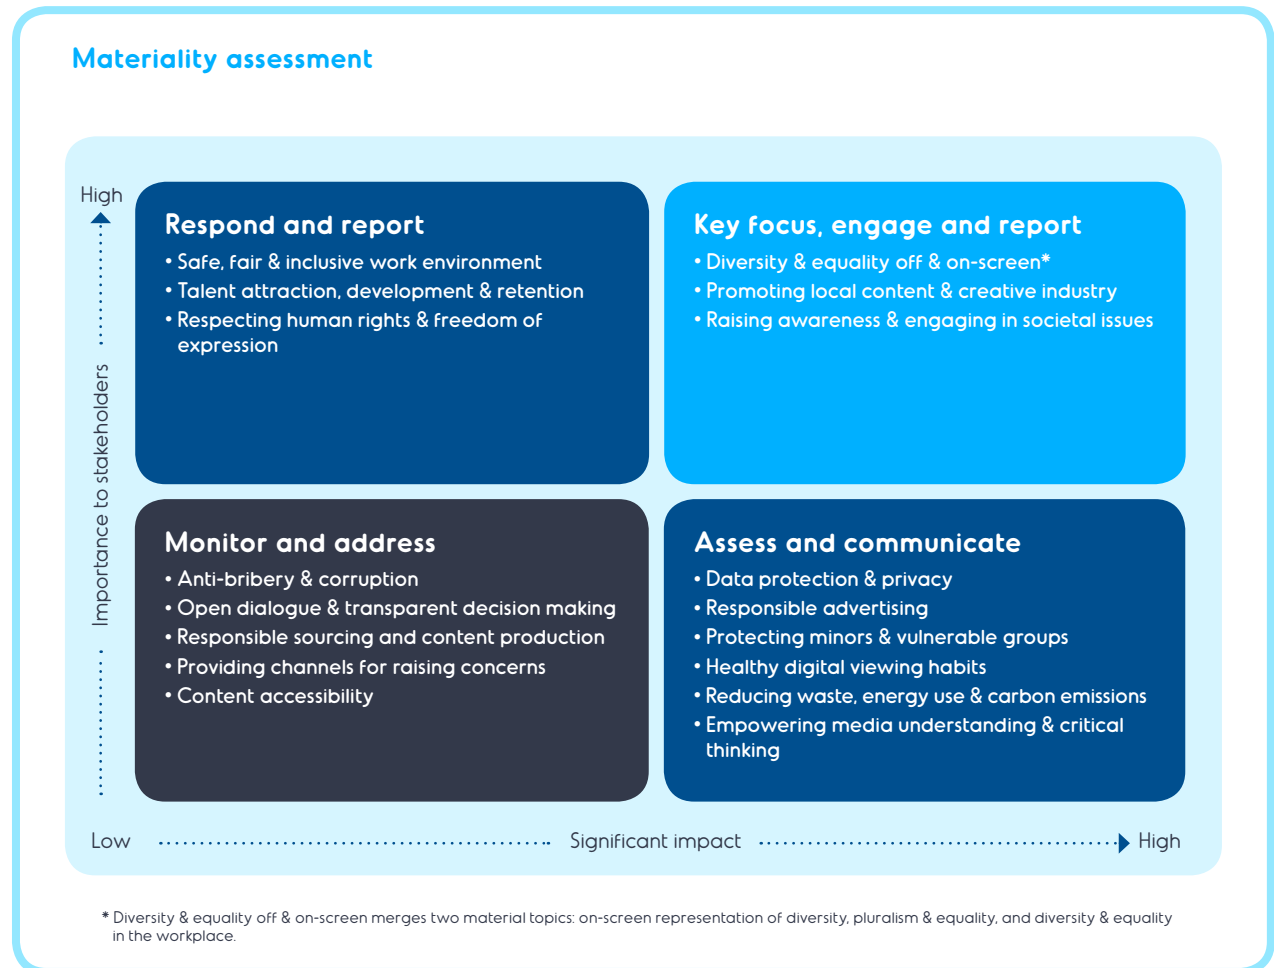 Materiality assessment
High
Importance to stakeholders
Respond and report
• Safe, fair & inclusive work environment
• Talent attraction, development & retention
• Respecting human rights & freedom of
expression
Key focus, engage and report
• Diversity & equality off & on-screen*
• Promoting local content & creative industry
• Raising awareness & engaging in societal issues
Monitor and address
• Anti-bribery & corruption
• Open dialogue & transparent decision making
• Responsible sourcing and content production
• Providing channels for raising concerns
• Content accessibility
Assess and communicate
• Data protection & privacy
• Responsible advertising
• Protecting minors & vulnerable groups
• Healthy digital viewing habits
• Reducing waste, energy use & carbon emissions
• Empowering media understanding & critical
thinking
Low
Significant impact
High
* Diversity & equality off & on-screen merges two material topics: on-screen representation of diversity, pluralism & equality, and diversity & equality
in the workplace.